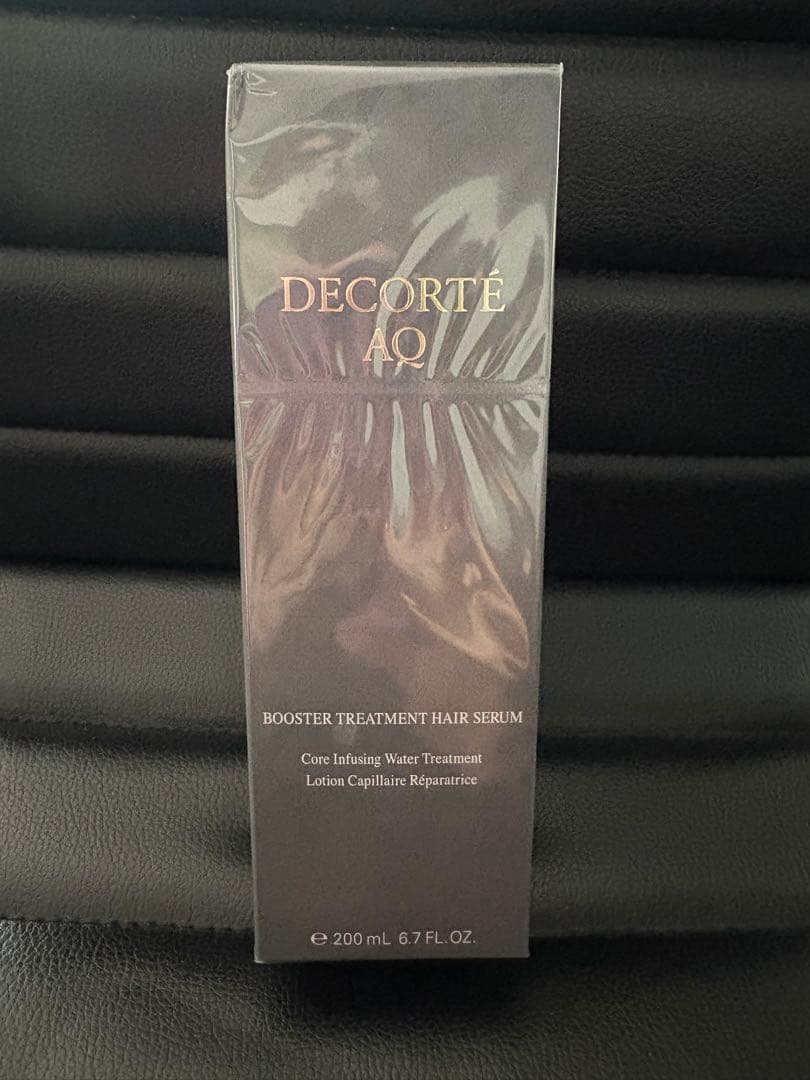 DECORTÉ
AQ
BOOSTER TREATMENT HAIR SERUM
Core Infusing Water Treatment
Lotion Capillaire Réparatrice
℮ 200 mL 6.7 FL.OZ.